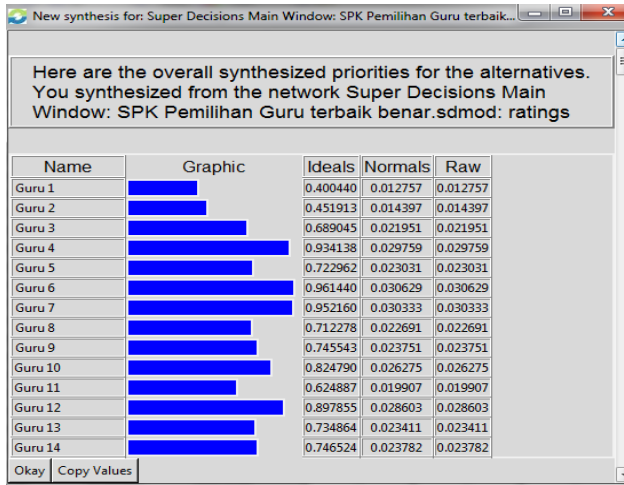 New synthesis for: Super Decisions Main Window: SPK Pemilihan Guru terbaik...
Here are the overall synthesized priorities for the alternatives.
You synthesized from the network Super Decisions Main
Window: SPK Pemilihan Guru terbaik benar.sdmod: ratings
Name Graphic Ideals Normals Raw
Guru 1 0.400440 0.012757 0.012757
Guru 2 0.451913 0.014397 0.014397
Guru 3 0.689045 0.021951 0.021951
Guru 4 0.934138 0.029759 0.029759
Guru 5 0.722962 0.023031 0.023031
Guru 6 0.961440 0.030629 0.030629
Guru 7 0.952160 0.030333 0.030333
Guru 8 0.712278 0.022691 0.022691
Guru 9 0.745543 0.023751 0.023751
Guru 10 0.824790 0.026275 0.026275
Guru 11 0.624887 0.019907 0.019907
Guru 12 0.897855 0.028603 0.028603
Guru 13 0.734864 0.023411 0.023411
Guru 14 0.746524 0.023782 0.023782
Okay Copy Values